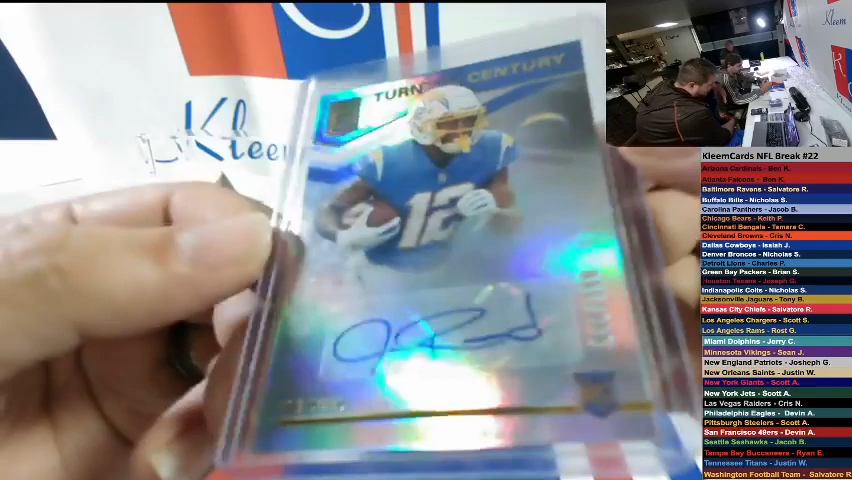 Kleem
Kleem
TURN
CENTURY
12
KleemCards NFL Break #22
Arizona Cardinals - Ben K.
Atlanta Falcons - Ben K.
Baltimore Ravens - Salvatore R.
Buffalo Bills - Nicholas S.
Carolina Panthers - Jacob B.
Chicago Bears - Keith P.
Cincinnati Bengals - Tamara C.
Cleveland Browns - Cris N.
Dallas Cowboys - Isaiah J.
Denver Broncos - Nicholas S.
Detroit Lions - Charles P.
Green Bay Packers - Brian S.
Houston Texans - Joseph G.
Indianapolis Colts - Nicholas S.
Jacksonville Jaguars - Tony B.
Kansas City Chiefs - Salvatore R.
Los Angeles Chargers - Scott S.
Los Angeles Rams - Rost G.
Miami Dolphins - Jerry C.
Minnesota Vikings - Sean J.
New England Patriots - Josheph G.
New Orleans Saints - Justin W.
New York Giants - Scott A.
New York Jets - Scott A.
Las Vegas Raiders - Cris N.
Philadelphia Eagles - Devin A.
Pittsburgh Steelers - Scott A.
San Francisco 49ers - Devin A.
Seattle Seahawks - Jacob B.
Tampa Bay Buccaneers - Ryan E.
Tennessee Titans - Justin W.
Washington Football Team - Salvatore R